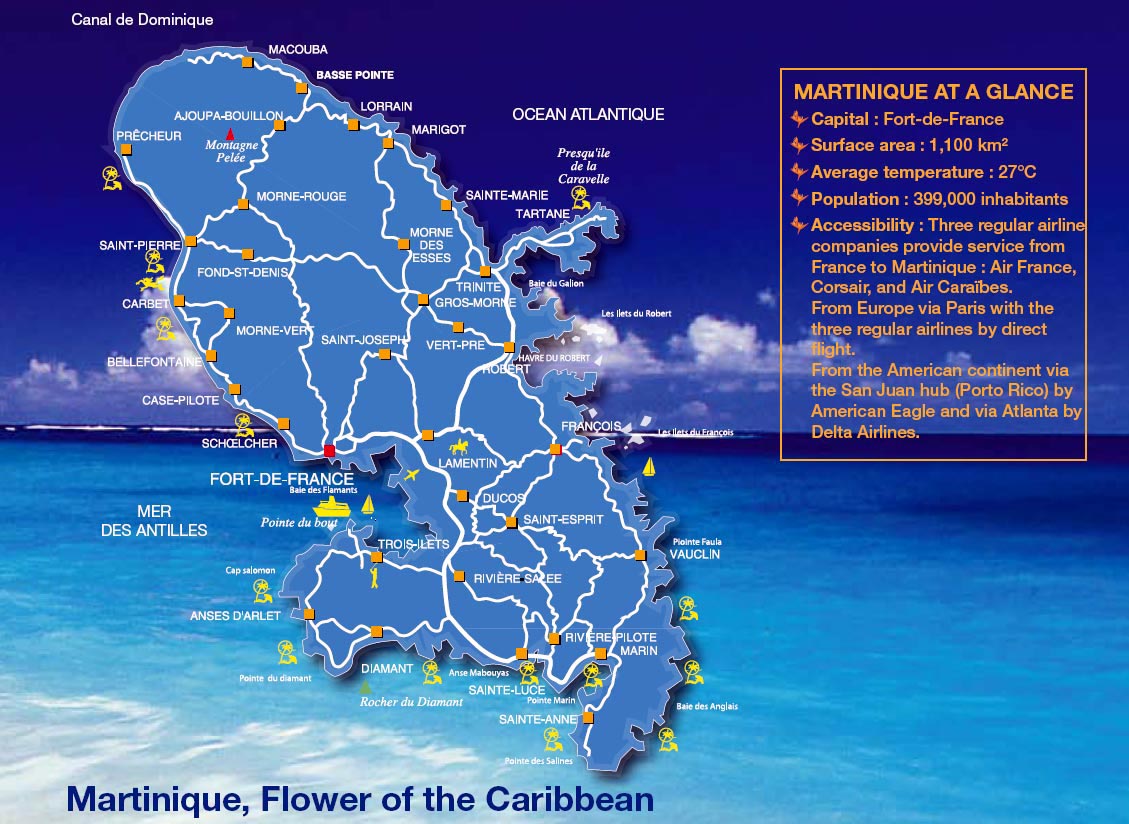 Canal de Dominique
MACOUBA
BASSE POINTE
AJOUPA-BOUILLON
LORRAIN
MARIGOT
OCEAN ATLANTIQUE
PRÊCHEUR
Montagne
Pelée
Presqu'ile
de la
Caravelle
MORNE-ROUGE
SAINTE-MARIE
TARTANE
SAINT-PIERRE
MORNE
DES
ESSES
FOND-ST-DENIS
TRINITE
Baie du Galion
CARBET
GROS-MORNE
Les Ilets du Robert
MORNE-VERT
SAINT-JOSEPH
VERT-PRE
BELLEFONTAINE
HAVRE DU ROBERT
ROBERT
CASE-PILOTE
FRANÇOIS
Les Ilets du François
SCHŒLCHER
LAMENTIN
FORT-DE-FRANCE
Baie des Flamants
DUCOS
MER
DES ANTILLES
Pointe du bout
SAINT-ESPRIT
TROIS-ILETS
Piointe Faula
VAUCLIN
Cap salomon
RIVIÈRE-SALEE
ANSES D'ARLET
RIVIERE-PILOTE
MARIN
DIAMANT
Anse Mabouyas
Pointe du diamant
SAINTE-LUCE
Rocher du Diamant
Pointe Marin
Baie des Anglais
SAINTE-ANNE
Pointe des Salines
Martinique, Flower of the Caribbean
MARTINIQUE AT A GLANCE
Capital : Fort-de-France
Surface area : 1,100 km²
Average temperature : 27°C
Population : 399,000 inhabitants
Accessibility : Three regular airline
companies provide service from
France to Martinique : Air France,
Corsair, and Air Caraïbes.
From Europe via Paris with the
three regular airlines by direct
flight.
From the American continent via
the San Juan hub (Porto Rico) by
American Eagle and via Atlanta by
Delta Airlines.